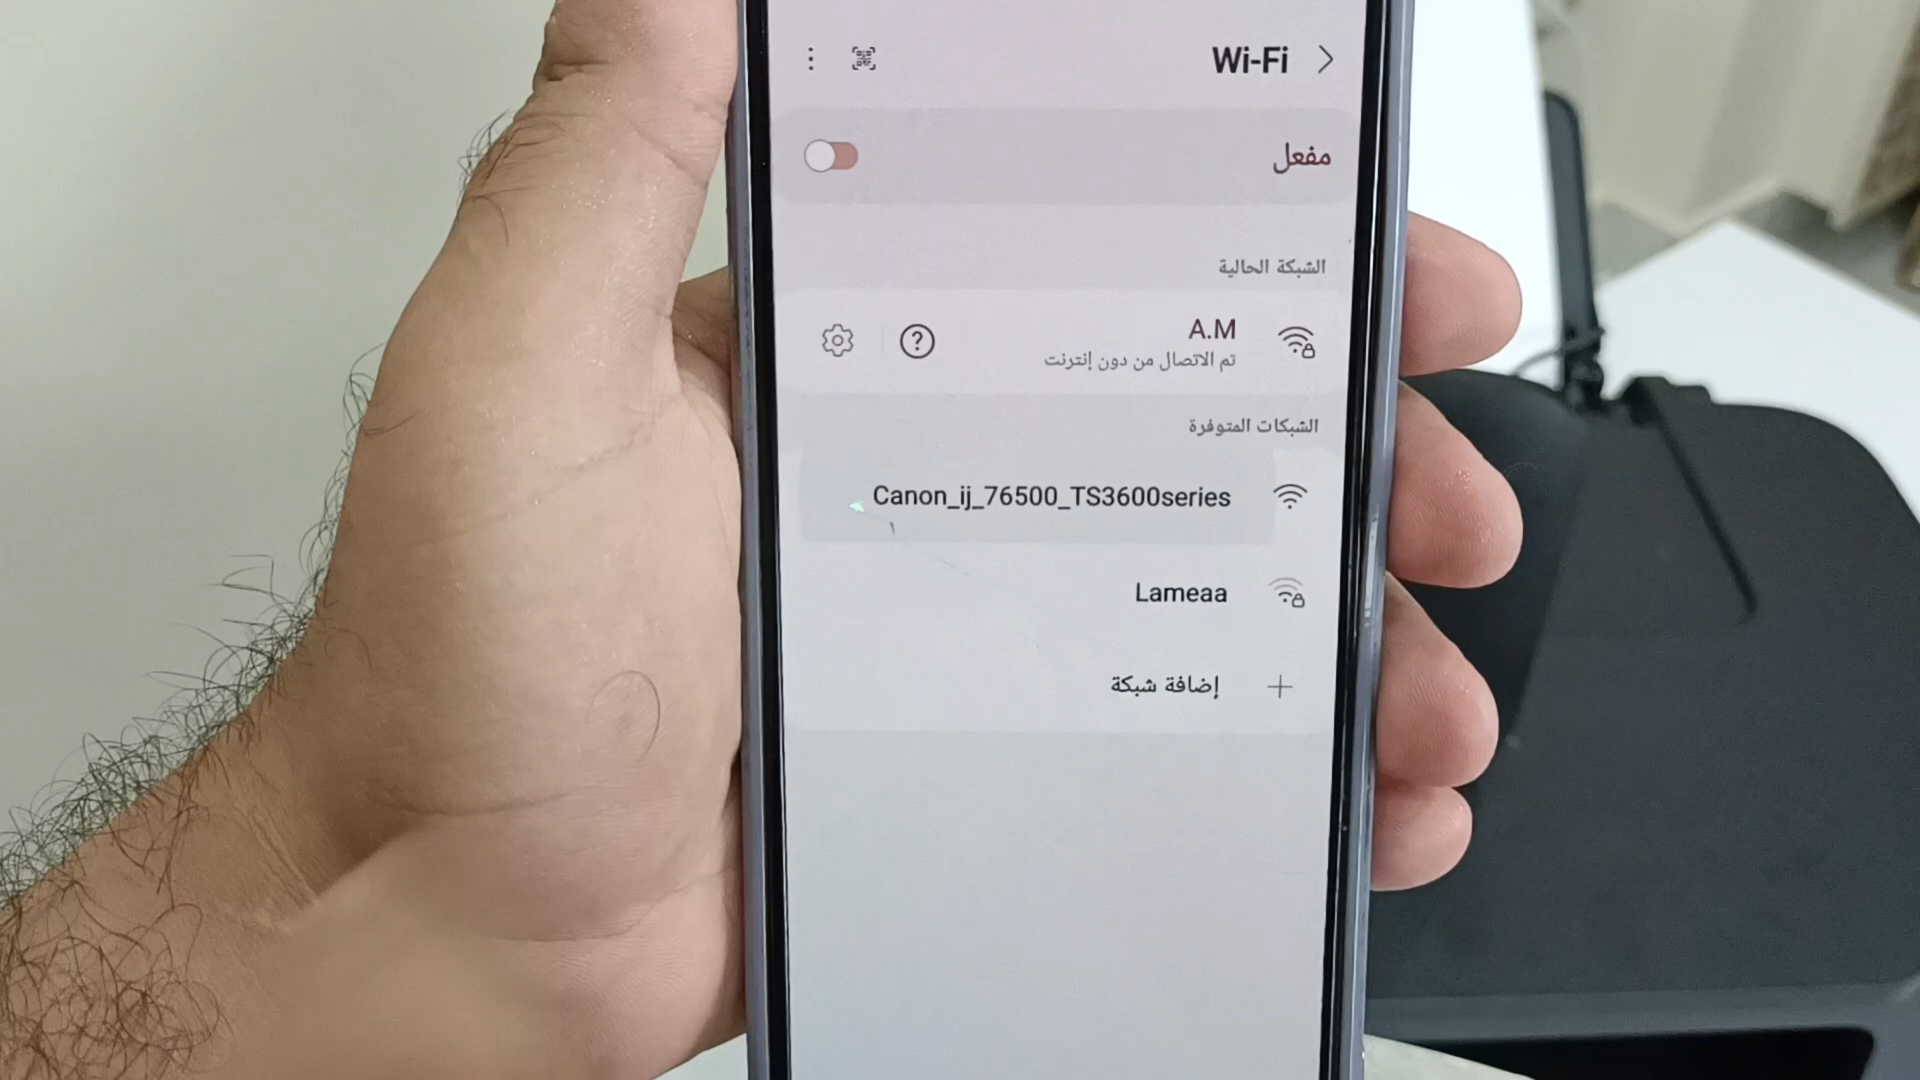 Wi-Fi
مفعل
الشبكة الحالية
A.M
تم الاتصال من دون إنترنت
الشبكات المتوفرة
Canon_ij_76500_TS3600series
Lameaa
إضافة شبكة